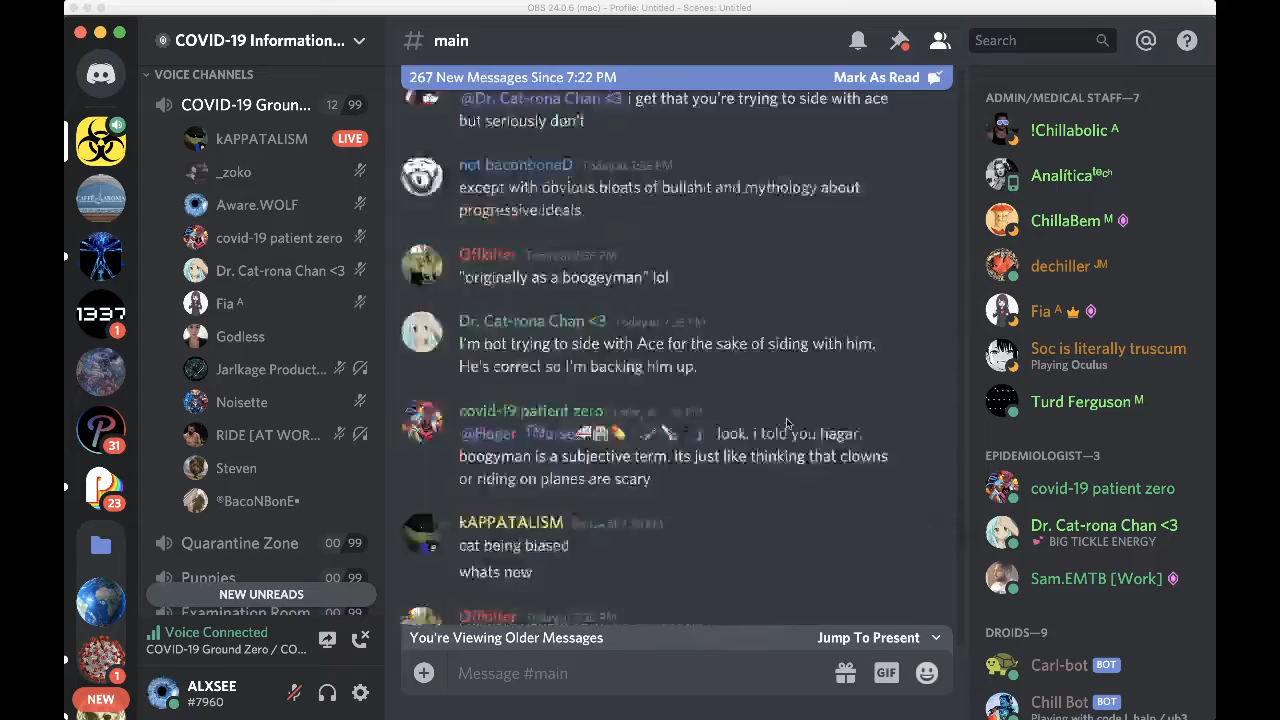 OBS 24.0.6 (mac) - Profile: Untitled - Scenes: Untitled
COVID-19 Information...
# main
Search
267 New Messages Since 7:22 PM
Mark As Read
VOICE CHANNELS
COVID-19 Groun... 12 99
kAPPATALISM LIVE
_zoko
Aware.WOLF
covid-19 patient zero
Dr. Cat-rona Chan <3
Fia ᴬ
Godless
Jarlkage Product...
Noisette
RIDE [AT WOR...
Steven
°BacoNBonE▪
Quarantine Zone 00 99
Puppies 00 99
Examination Room 00 99
NEW UNREADS
Voice Connected
COVID-19 Ground Zero / CO...
ALXSEE
#7960
1337
1
31
23
1
NEW
@Dr. Cat-rona Chan <3 i get that you're trying to side with ace
but seriously don't
not baconboneD
except with obvious bloats of bullshit and mythology about
progressive ideals.
"originally as a boogeyman" lol
Dr. Cat-rona Chan <3
I'm not trying to side with Ace for the sake of siding with him.
He's correct so I'm backing him up.
covid-19 patient zero
look. i told you hagar.
boogyman is a subjective term. its just like thinking that clowns
or riding on planes are scary
kAPPATALISM
cat being biased
whats new
You're Viewing Older Messages
Jump To Present
Message #main
GIF
ADMIN/MEDICAL STAFF—7
!Chillabolic ᴬ
Analíticaᵗᵉᶜʰ
ChillaBem ᴹ
dechiller ᴶᴹ
Fia ᴬ
Soc is literally truscum
Playing Oculus
Turd Ferguson ᴹ
EPIDEMIOLOGIST—3
covid-19 patient zero
Dr. Cat-rona Chan <3
BIG TICKLE ENERGY
Sam.EMTB [Work]
DROIDS—9
Carl-bot BOT
Chill Bot BOT